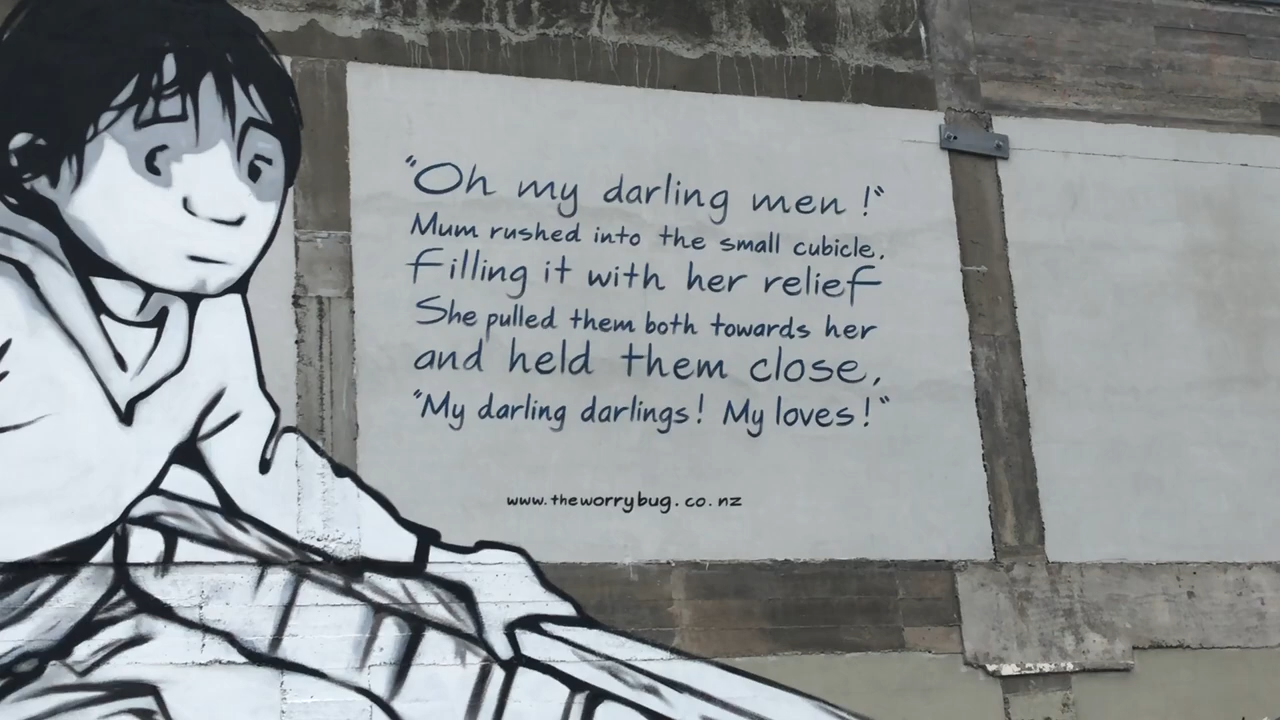 "Oh my darling men!"
Mum rushed into the small cubicle,
Filling it with her relief
She pulled them both towards her
and held them close,
"My darling darlings! My loves!"
www.theworrybug.co.nz